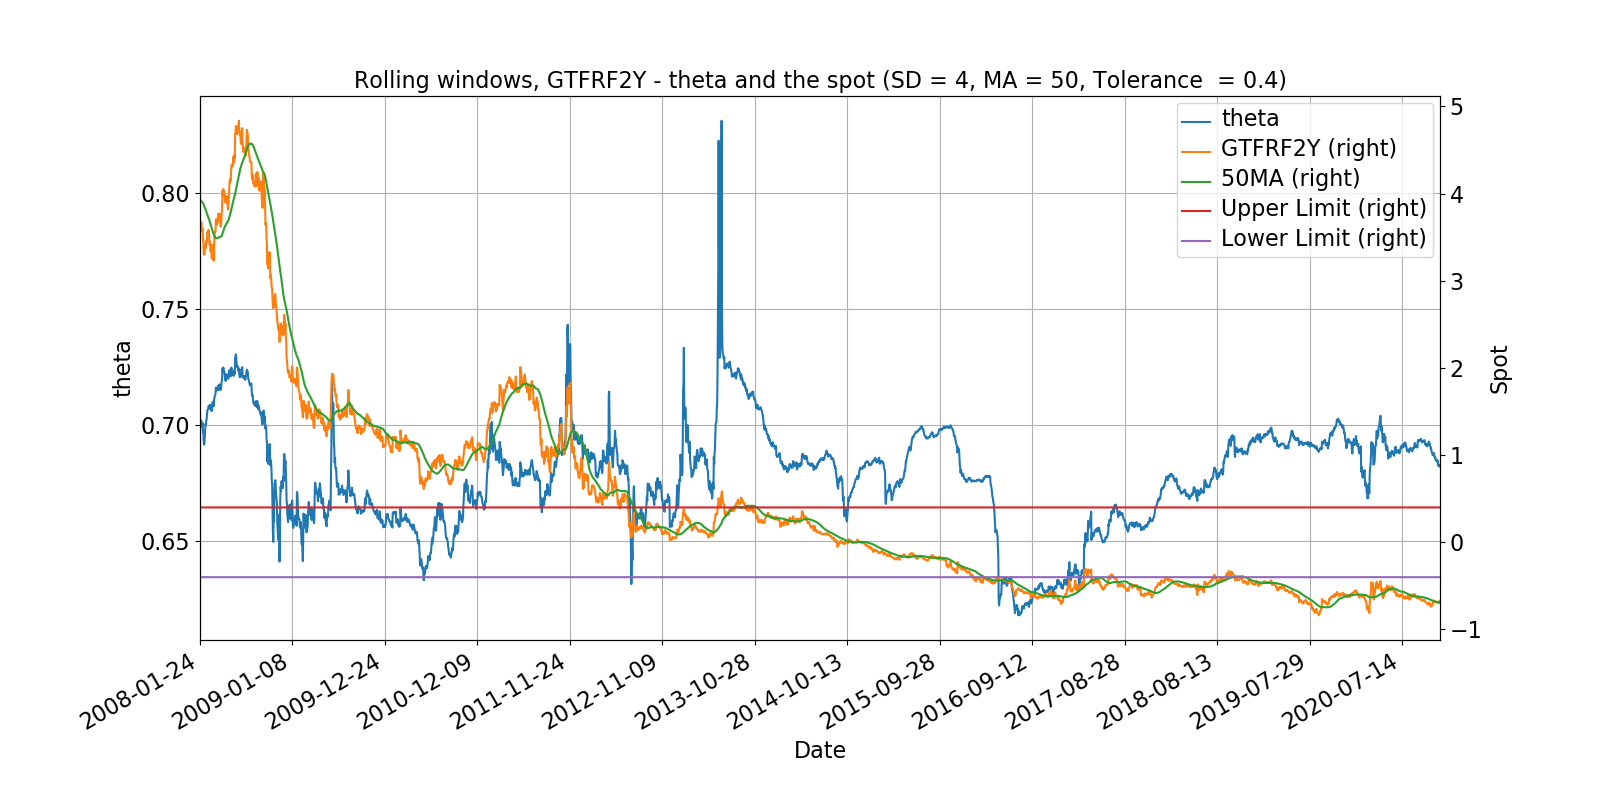 Rolling windows, GTFRF2Y - theta and the spot (SD = 4, MA = 50, Tolerance  = 0.4)
theta
GTFRF2Y (right)
50MA (right)
Upper Limit (right)
Lower Limit (right)
0.80
0.75
0.70
0.65
theta
5
4
3
2
1
0
−1
Spot
2008-01-24
2009-01-08
2009-12-24
2010-12-09
2011-11-24
2012-11-09
2013-10-28
2014-10-13
2015-09-28
2016-09-12
2017-08-28
2018-08-13
2019-07-29
2020-07-14
Date